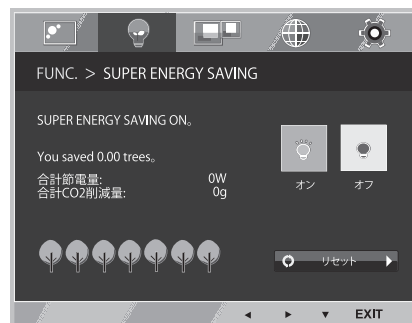 FUNC. > SUPER ENERGY SAVING
SUPER ENERGY SAVING ON。
You saved 0.00 trees。
合計節電量: 0W
合計CO2削減量: 0g
オン オフ
リセット
EXIT